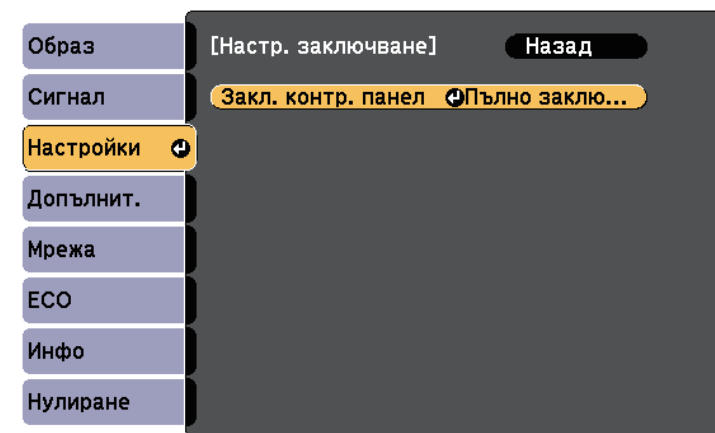 Образ
Сигнал
Настройки
Допълнит.
Мрежа
ECO
Инфо
Нулиране
[Настр. заключване] Назад
Закл. контр. панел Пълно заклю...